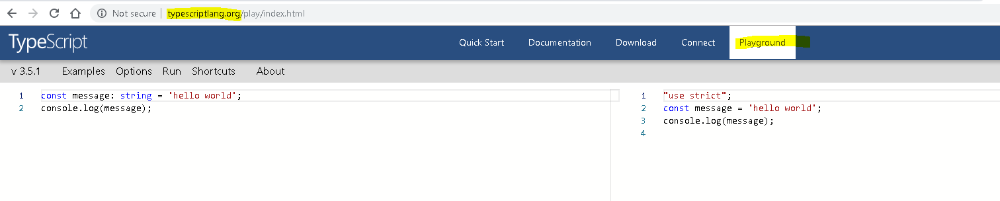 Not secure | typescriptlang.org/play/index.html
TypeScript Quick Start Documentation Download Connect Playground
v 3.5.1 Examples Options Run Shortcuts About
1 const message: string = 'hello world';
2 console.log(message);
1 "use strict";
2 const message = 'hello world';
3 console.log(message);
4